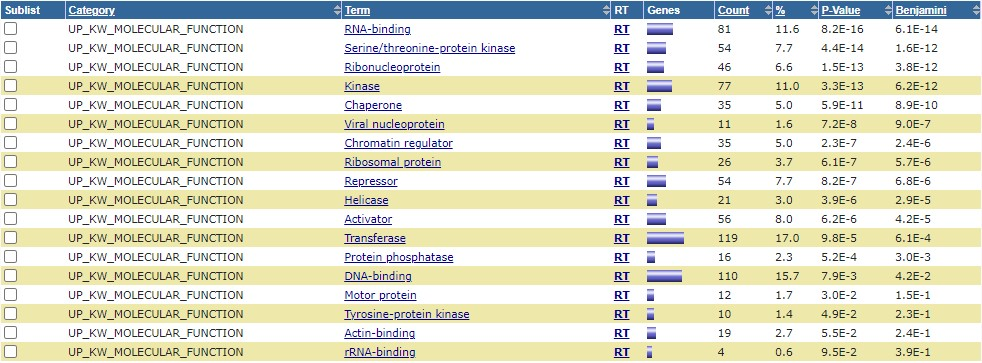 Sublist Category Term RT Genes Count % P-Value Benjamini
UP_KW_MOLECULAR_FUNCTION RNA-binding RT 81 11.6 8.2E-16 6.1E-14
UP_KW_MOLECULAR_FUNCTION Serine/threonine-protein kinase RT 54 7.7 4.4E-14 1.6E-12
UP_KW_MOLECULAR_FUNCTION Ribonucleoprotein RT 46 6.6 1.5E-13 3.8E-12
UP_KW_MOLECULAR_FUNCTION Kinase RT 77 11.0 3.3E-13 6.2E-12
UP_KW_MOLECULAR_FUNCTION Chaperone RT 35 5.0 5.9E-11 8.9E-10
UP_KW_MOLECULAR_FUNCTION Viral nucleoprotein RT 11 1.6 7.2E-8 9.0E-7
UP_KW_MOLECULAR_FUNCTION Chromatin regulator RT 35 5.0 2.3E-7 2.4E-6
UP_KW_MOLECULAR_FUNCTION Ribosomal protein RT 26 3.7 6.1E-7 5.7E-6
UP_KW_MOLECULAR_FUNCTION Repressor RT 54 7.7 8.2E-7 6.8E-6
UP_KW_MOLECULAR_FUNCTION Helicase RT 21 3.0 3.9E-6 2.9E-5
UP_KW_MOLECULAR_FUNCTION Activator RT 56 8.0 6.2E-6 4.2E-5
UP_KW_MOLECULAR_FUNCTION Transferase RT 119 17.0 9.8E-5 6.1E-4
UP_KW_MOLECULAR_FUNCTION Protein phosphatase RT 16 2.3 5.2E-4 3.0E-3
UP_KW_MOLECULAR_FUNCTION DNA-binding RT 110 15.7 7.9E-3 4.2E-2
UP_KW_MOLECULAR_FUNCTION Motor protein RT 12 1.7 3.0E-2 1.5E-1
UP_KW_MOLECULAR_FUNCTION Tyrosine-protein kinase RT 10 1.4 4.9E-2 2.3E-1
UP_KW_MOLECULAR_FUNCTION Actin-binding RT 19 2.7 5.5E-2 2.4E-1
UP_KW_MOLECULAR_FUNCTION rRNA-binding RT 4 0.6 9.5E-2 3.9E-1